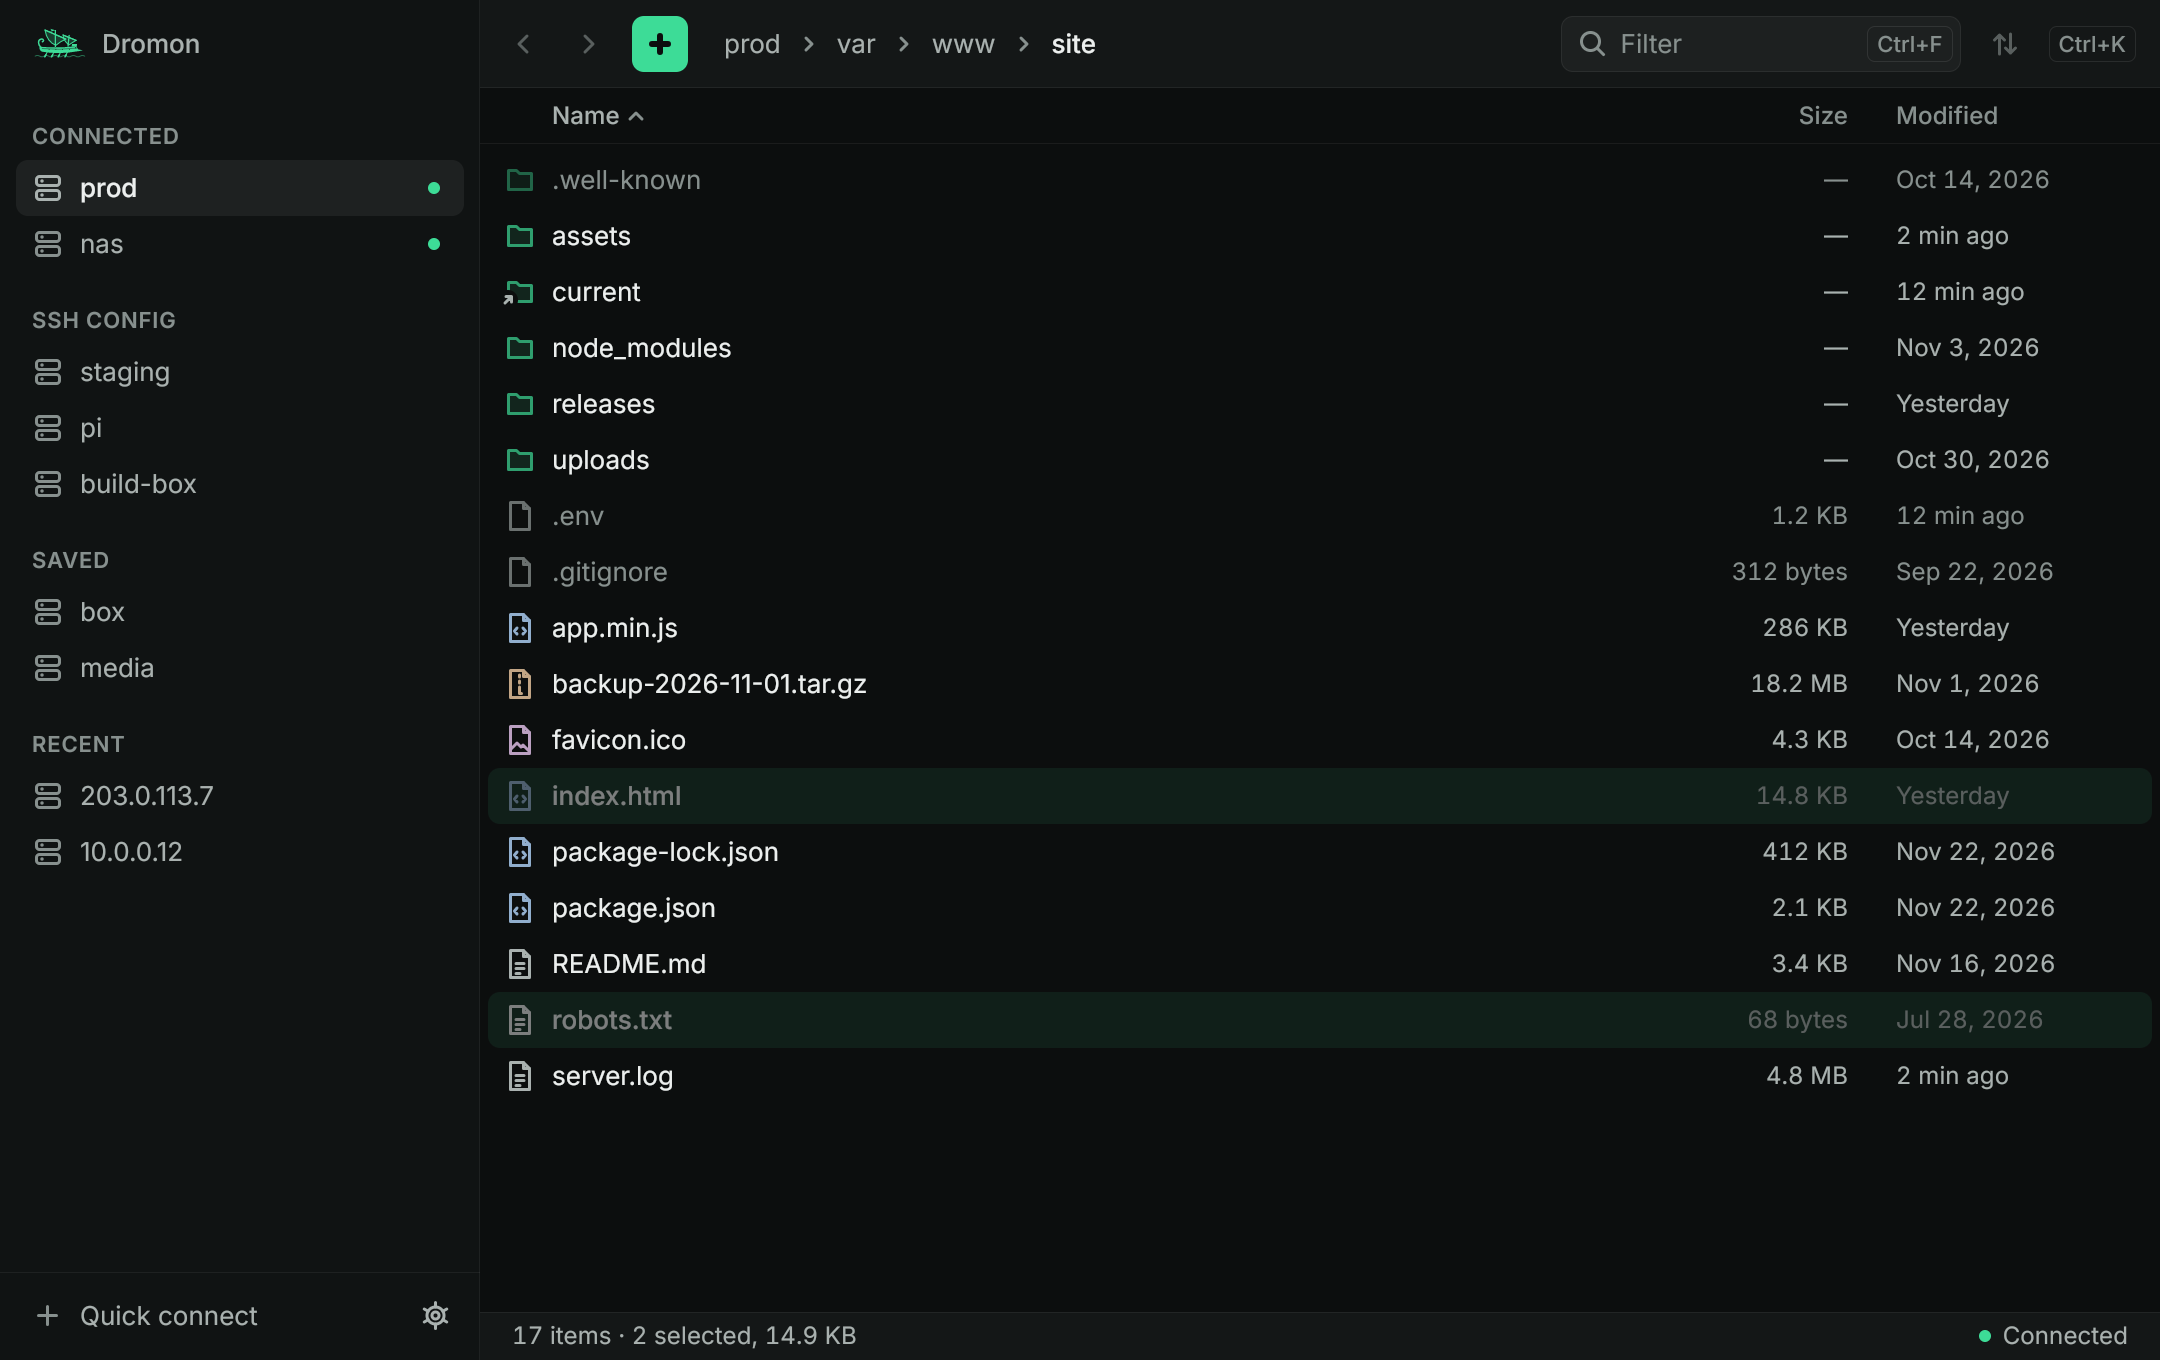 Dromon
prod var www site
Filter Ctrl+F Ctrl+K
CONNECTED
prod
nas
SSH CONFIG
staging
pi
build-box
SAVED
box
media
RECENT
203.0.113.7
10.0.0.12
Quick connect
Name Size Modified
.well-known — Oct 14, 2026
assets — 2 min ago
current — 12 min ago
node_modules — Nov 3, 2026
releases — Yesterday
uploads — Oct 30, 2026
.env 1.2 KB 12 min ago
.gitignore 312 bytes Sep 22, 2026
app.min.js 286 KB Yesterday
backup-2026-11-01.tar.gz 18.2 MB Nov 1, 2026
favicon.ico 4.3 KB Oct 14, 2026
index.html 14.8 KB Yesterday
package-lock.json 412 KB Nov 22, 2026
package.json 2.1 KB Nov 22, 2026
README.md 3.4 KB Nov 16, 2026
robots.txt 68 bytes Jul 28, 2026
server.log 4.8 MB 2 min ago
17 items · 2 selected, 14.9 KB
Connected